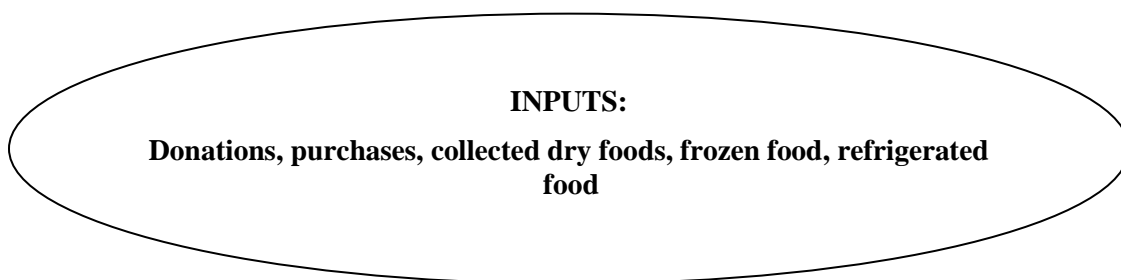 INPUTS:
Donations, purchases, collected dry foods, frozen food, refrigerated
food